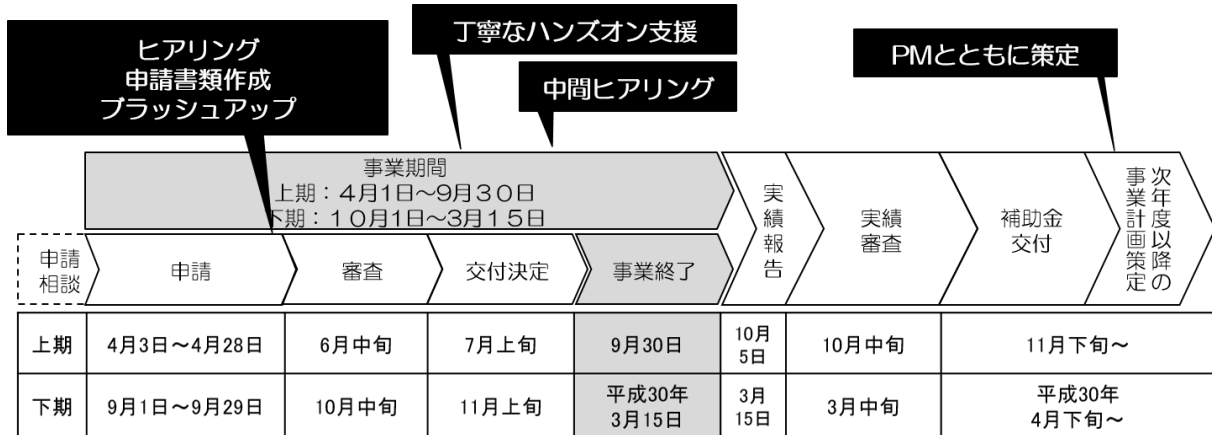 ヒアリング
申請書類作成
ブラッシュアップ
丁寧なハンズオン支援
中間ヒアリング
PMとともに策定
事業期間
上期：４月１日～９月３０日
下期：１０月１日～３月１５日
申請
相談
申請
審査
交付決定
事業終了
実績報告
実績
審査
補助金
交付
次年度以降の
事業計画策定
上期
4月3日～4月28日
6月中旬
7月上旬
9月30日
10月
5日
10月中旬
11月下旬～
下期
9月1日～9月29日
10月中旬
11月上旬
平成30年
3月15日
3月
15日
3月中旬
平成30年
4月下旬～